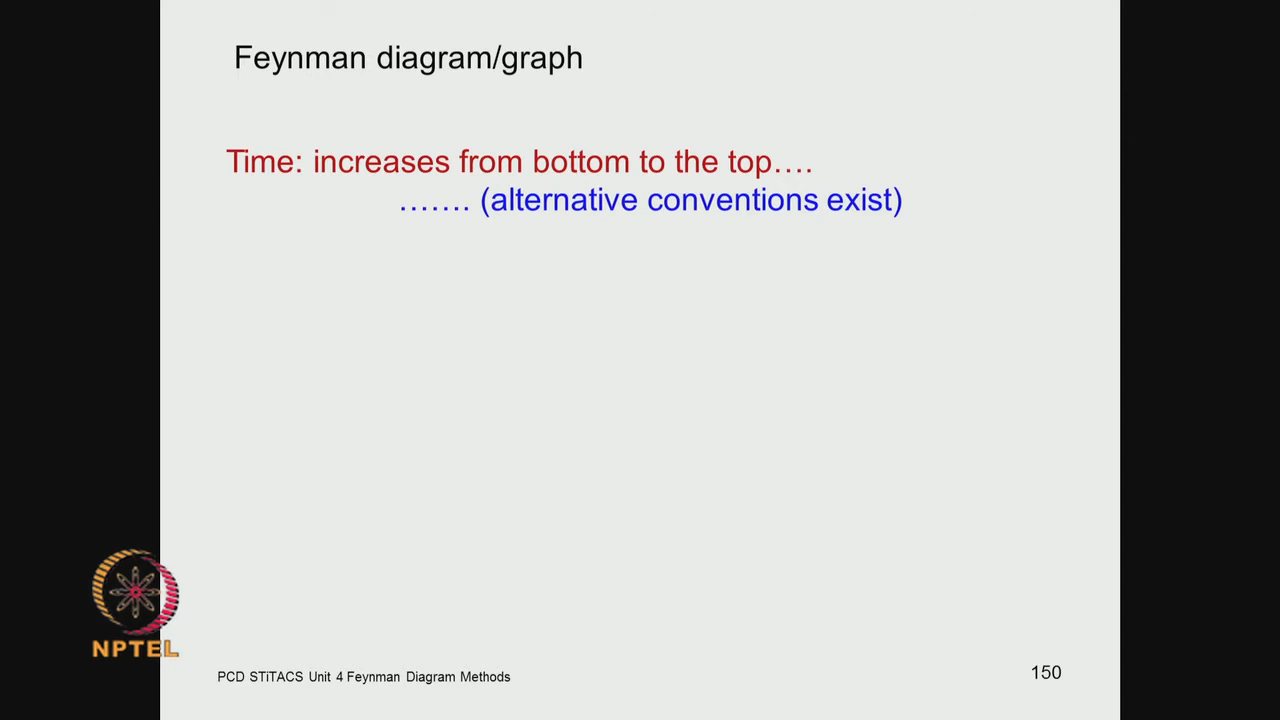 Feynman diagram/graph
Time: increases from bottom to the top....
....... (alternative conventions exist)
NPTEL
PCD STiTACS Unit 4 Feynman Diagram Methods
150